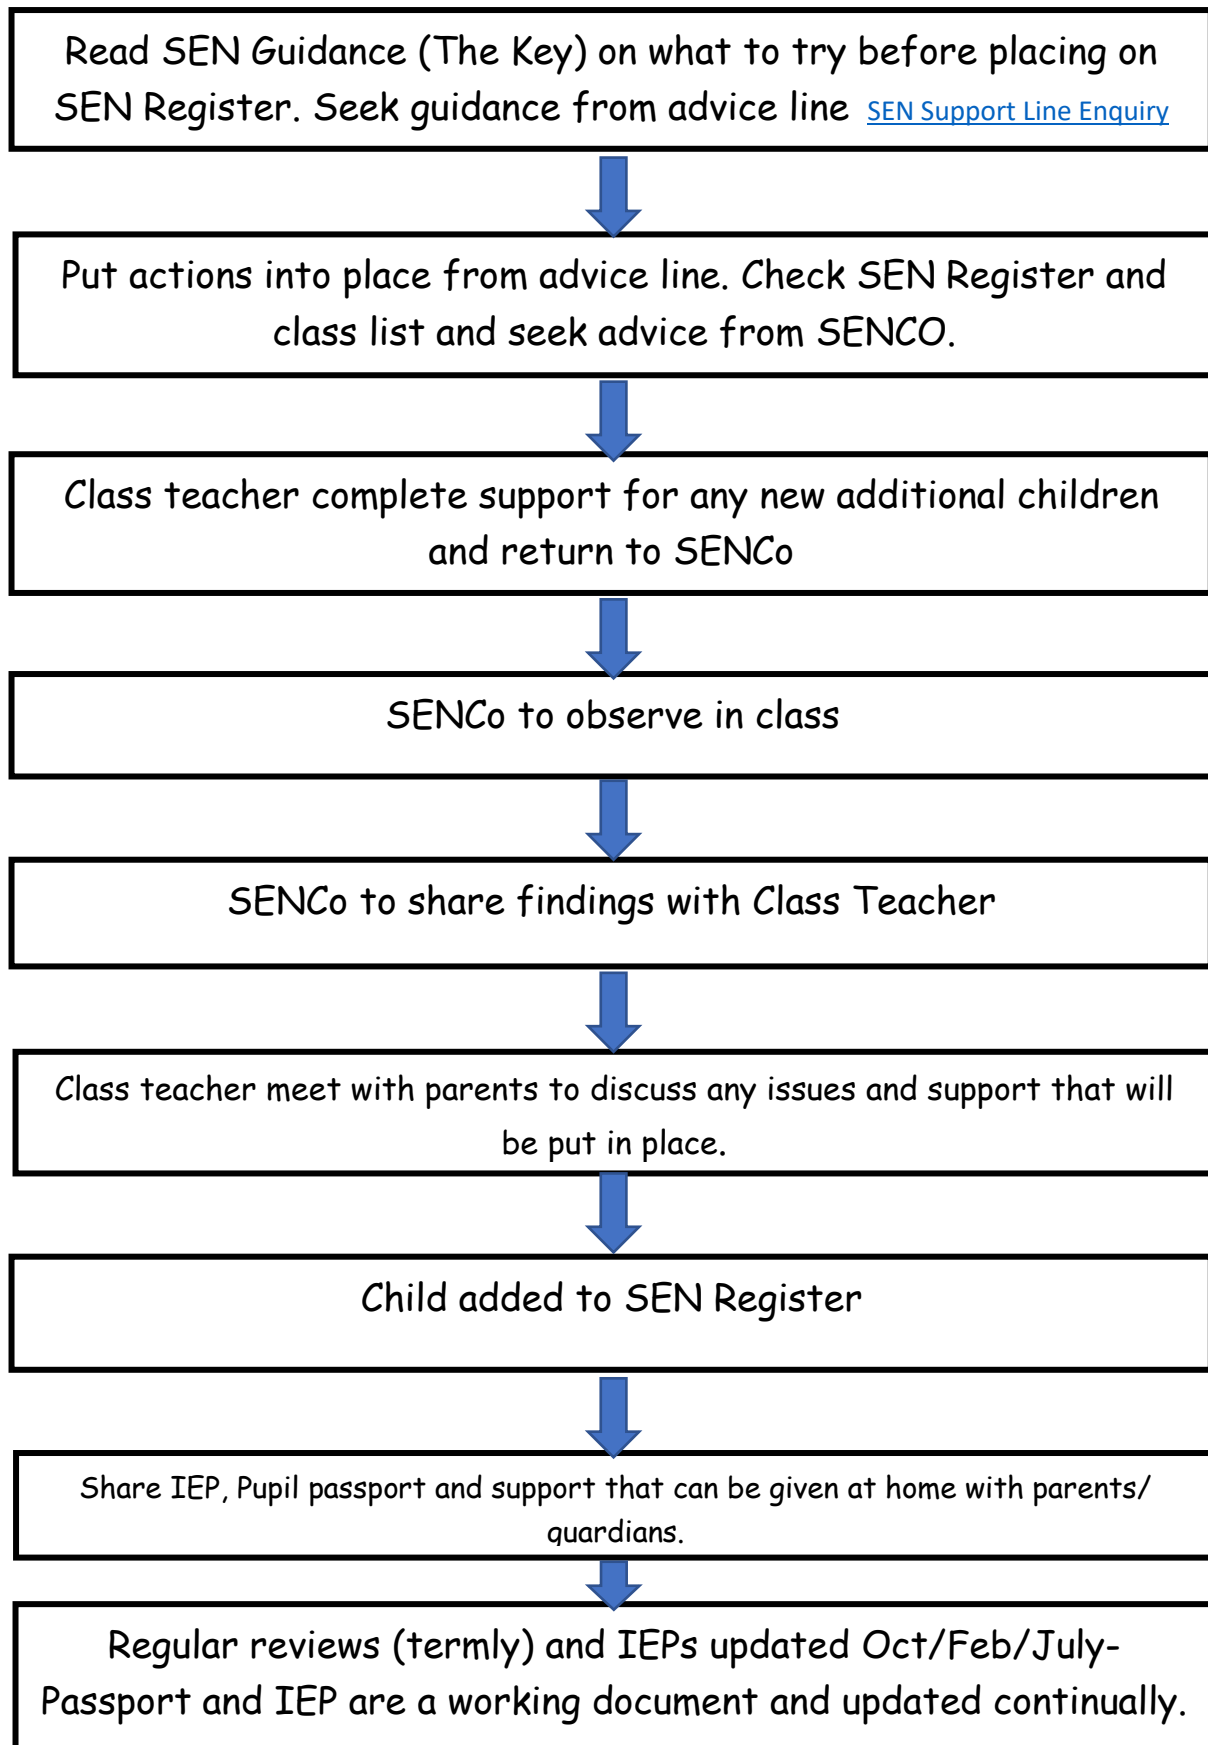 Read SEN Guidance (The Key) on what to try before placing on
SEN Register. Seek guidance from advice line SEN Support Line Enquiry
Put actions into place from advice line. Check SEN Register and
class list and seek advice from SENCO.
Class teacher complete support for any new additional children
and return to SENCo
SENCo to observe in class
SENCo to share findings with Class Teacher
Class teacher meet with parents to discuss any issues and support that will
be put in place.
Child added to SEN Register
Share IEP, Pupil passport and support that can be given at home with parents/
guardians.
Regular reviews (termly) and IEPs updated Oct/Feb/July-
Passport and IEP are a working document and updated continually.